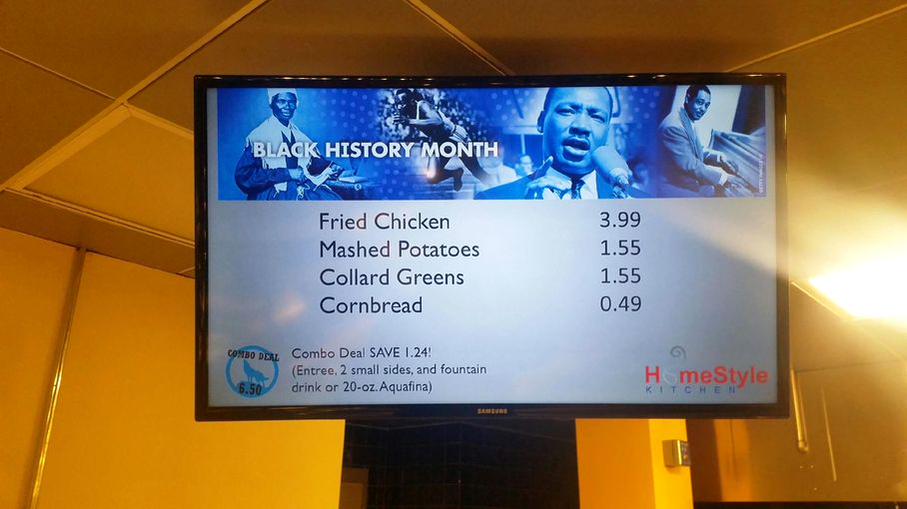 BLACK HISTORY MONTH
Fried Chicken 3.99
Mashed Potatoes 1.55
Collard Greens 1.55
Cornbread 0.49
COMBO DEAL
6.50
Combo Deal SAVE 1.24!
(Entree, 2 small sides, and fountain
drink or 20-oz. Aquafina)
HomeStyle
KITCHEN
SAMSUNG